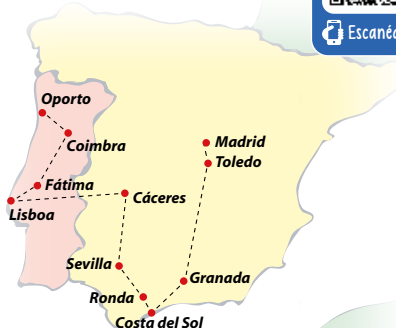 Escanéa
Oporto
Coimbra
Madrid
Toledo
Fátima
Cáceres
Lisboa
Sevilla
Granada
Ronda
Costa del Sol